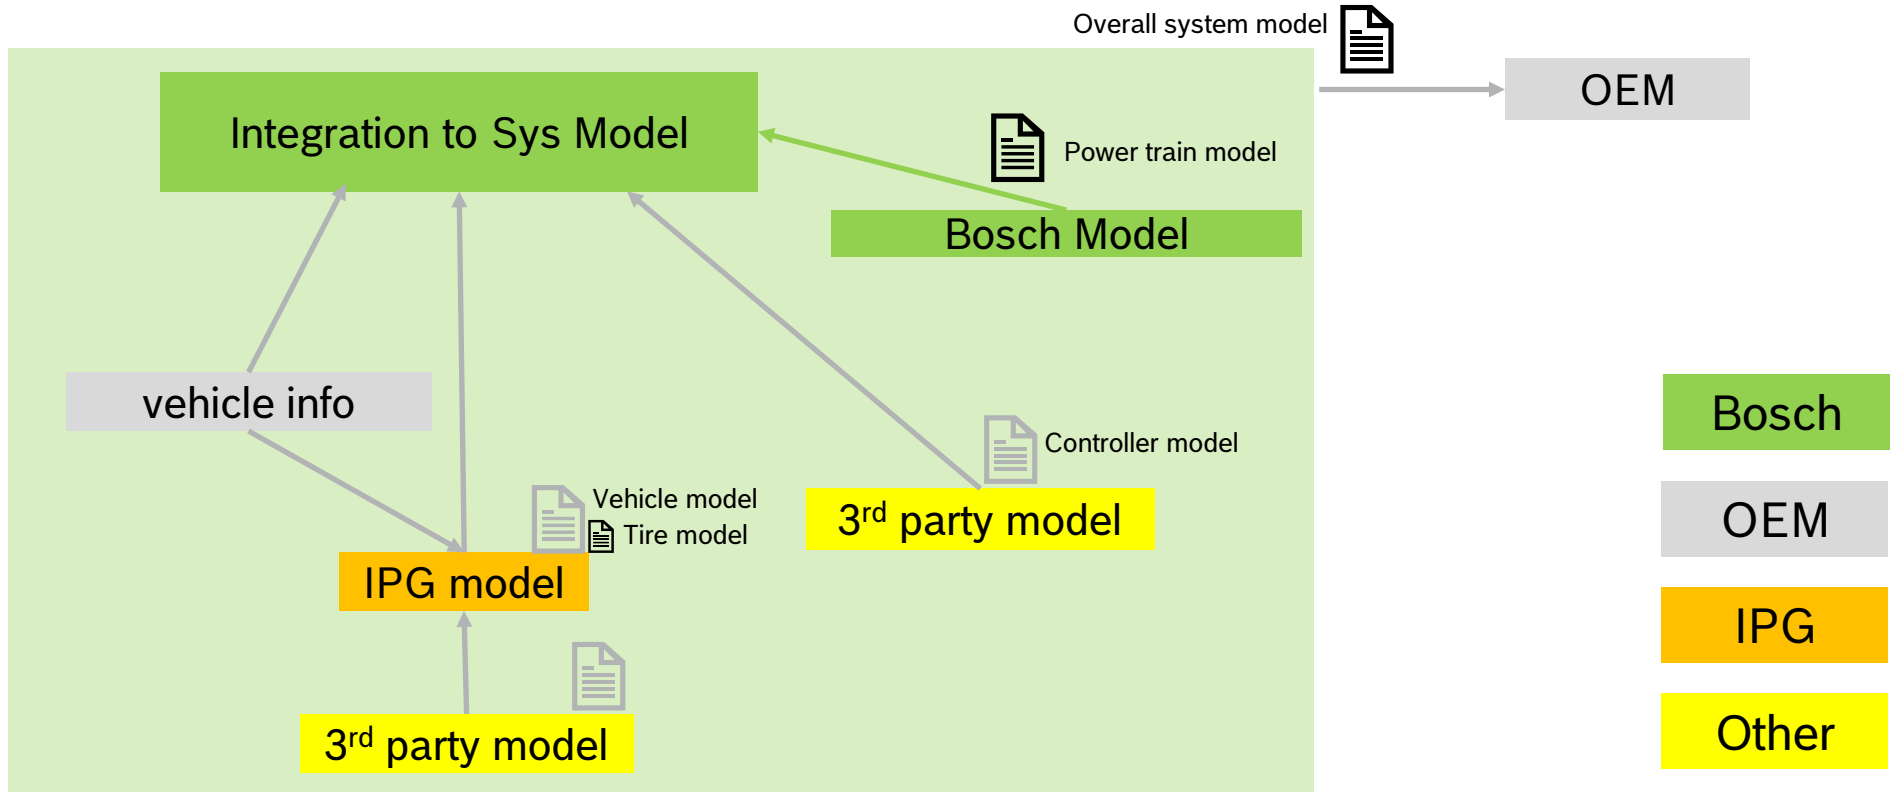 Overall system model
OEM
Integration to Sys Model
Power train model
Bosch Model
vehicle info
Controller model
Vehicle model
Tire model
3rd party model
IPG model
3rd party model
Bosch
OEM
IPG
Other